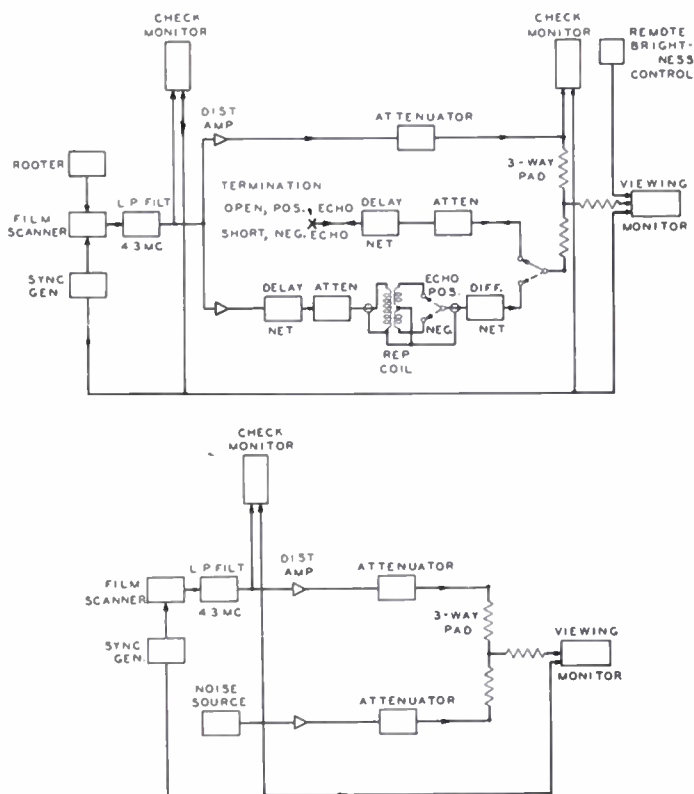 CHECK
MONITOR
CHECK
MONITOR
REMOTE
BRIGHT-
NESS
CONTROL
DIST
AMP
ATTENUATOR
ROOTER
3-WAY
PAD
L P FILT
TERMINATION
OPEN, POS. ECHO
SHORT, NEG. ECHO
DELAY
NET
ATTEN
VIEWING
MONITOR
FILM
SCANNER
4.3 MC
SYNC
GEN
DELAY
NET
ATTEN
ECHO
POS.
NEG.
DIFF.
NET
REP
COIL
CHECK
MONITOR
DIST
AMP
L P FILT
ATTENUATOR
FILM
SCANNER
4.3 MC
3-WAY
PAD
VIEWING
MONITOR
SYNC
GEN.
NOISE
SOURCE
ATTENUATOR